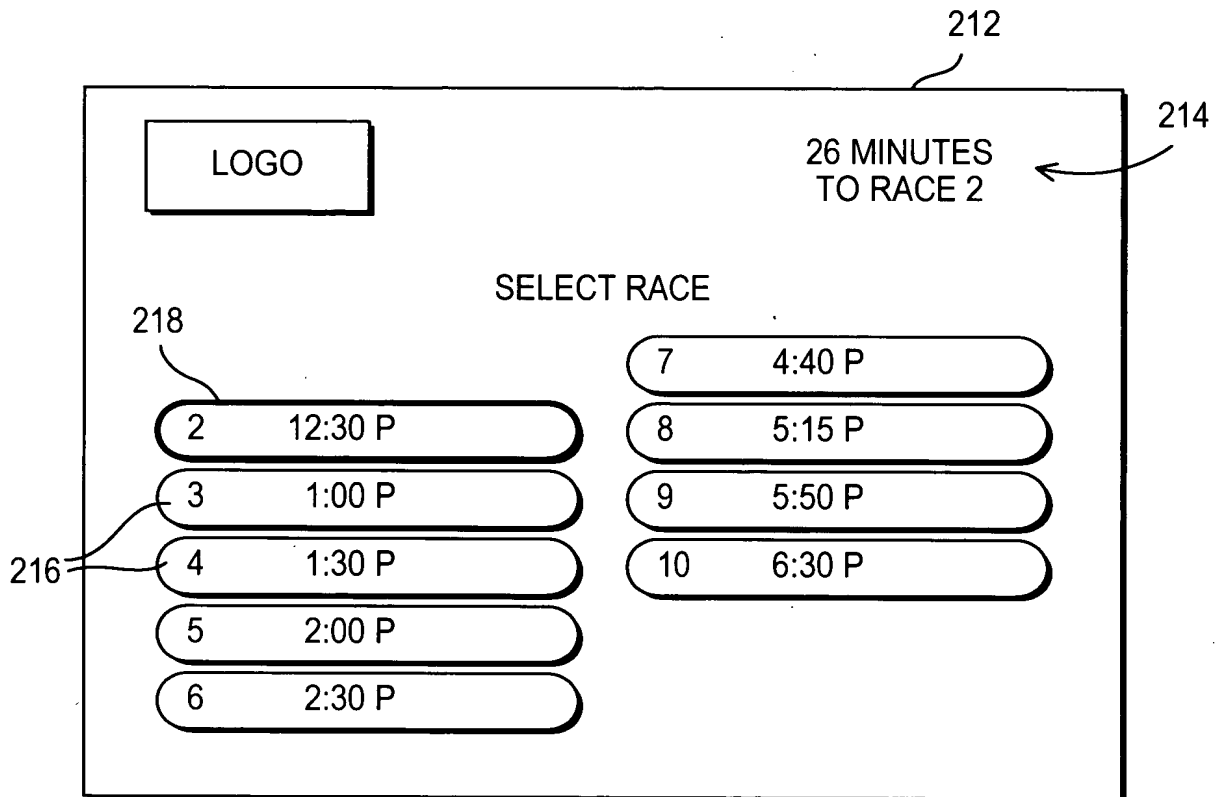 212
214
LOGO
26 MINUTES
TO RACE 2
SELECT RACE
218
2 12:30 P
3 1:00 P
216
4 1:30 P
5 2:00 P
6 2:30 P
7 4:40 P
8 5:15 P
9 5:50 P
10 6:30 P